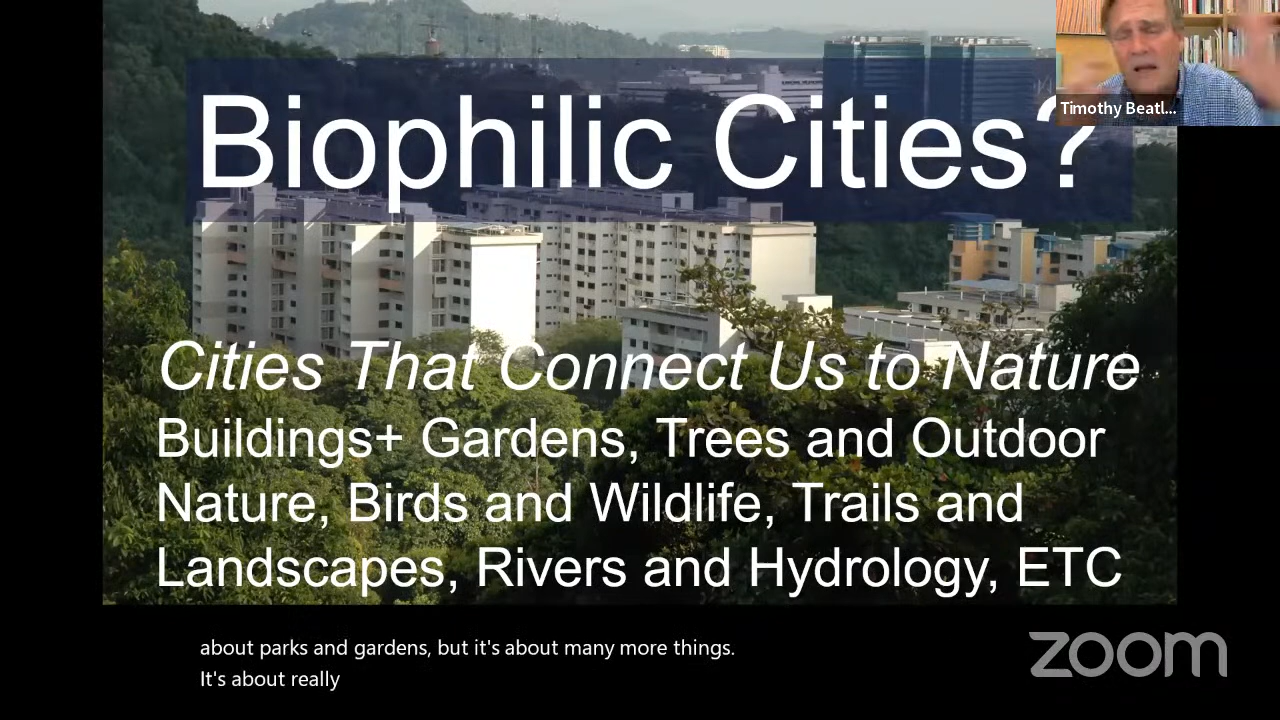 Biophilic Cities?
Timothy Beatl...
Cities That Connect Us to Nature
Buildings+ Gardens, Trees and Outdoor
Nature, Birds and Wildlife, Trails and
Landscapes, Rivers and Hydrology, ETC
about parks and gardens, but it's about many more things.
It's about really
zoom